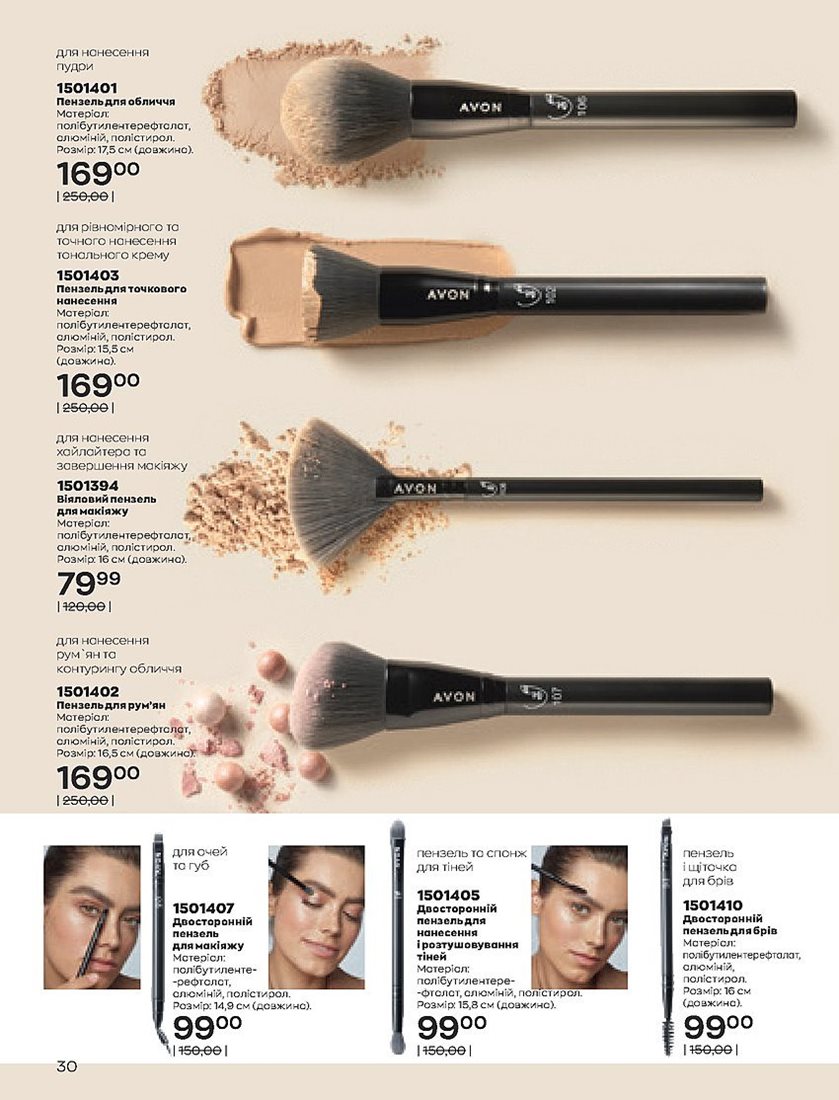 для нанесення
пудри
1501401
Пензель для обличчя
Матеріал:
полібутилентерефталат,
алюміній, полістирол.
Розмір: 17,5 см (довжина).
169⁰⁰
| 250,00 |
AVON
106
для рівномірного та
точного нанесення
тонального крему
1501403
Пензель для точкового
нанесення
Матеріал:
полібутилентерефталат,
алюміній, полістирол.
Розмір: 15,5 см
(довжина).
169⁰⁰
| 250,00 |
AVON
102
для нанесення
хайлайтера та
завершення макіяжу
1501394
Віяловий пензель
для макіяжу
Матеріал:
полібутилентерефталат,
алюміній, полістирол.
Розмір: 16 см (довжина).
79⁹⁹
| 120,00 |
AVON
для нанесення
рум`ян та
контурингу обличчя
1501402
Пензель для рум'ян
Матеріал:
полібутилентерефталат,
алюміній, полістирол.
Розмір: 16,5 см (довжина).
169⁰⁰
| 250,00 |
AVON
107
для очей
та губ
1501407
Двосторонній
пензель
для макіяжу
Матеріал:
полібутиленте-
-рефталат,
алюміній, полістирол.
Розмір: 14,9 см (довжина).
99⁰⁰
| 150,00 |
пензель та спонж
для тіней
1501405
Двосторонній
пензель для
нанесення
і розтушовування
тіней
Матеріал:
полібутилентере-
-фталат, алюміній, полістирол.
Розмір: 15,8 см (довжина).
99⁰⁰
| 150,00 |
пензель
і щіточка
для брів
1501410
Двосторонній
пензель для брів
Матеріал:
полібутилентерефталат,
алюміній,
полістирол.
Розмір: 16 см
(довжина).
99⁰⁰
| 150,00 |
30